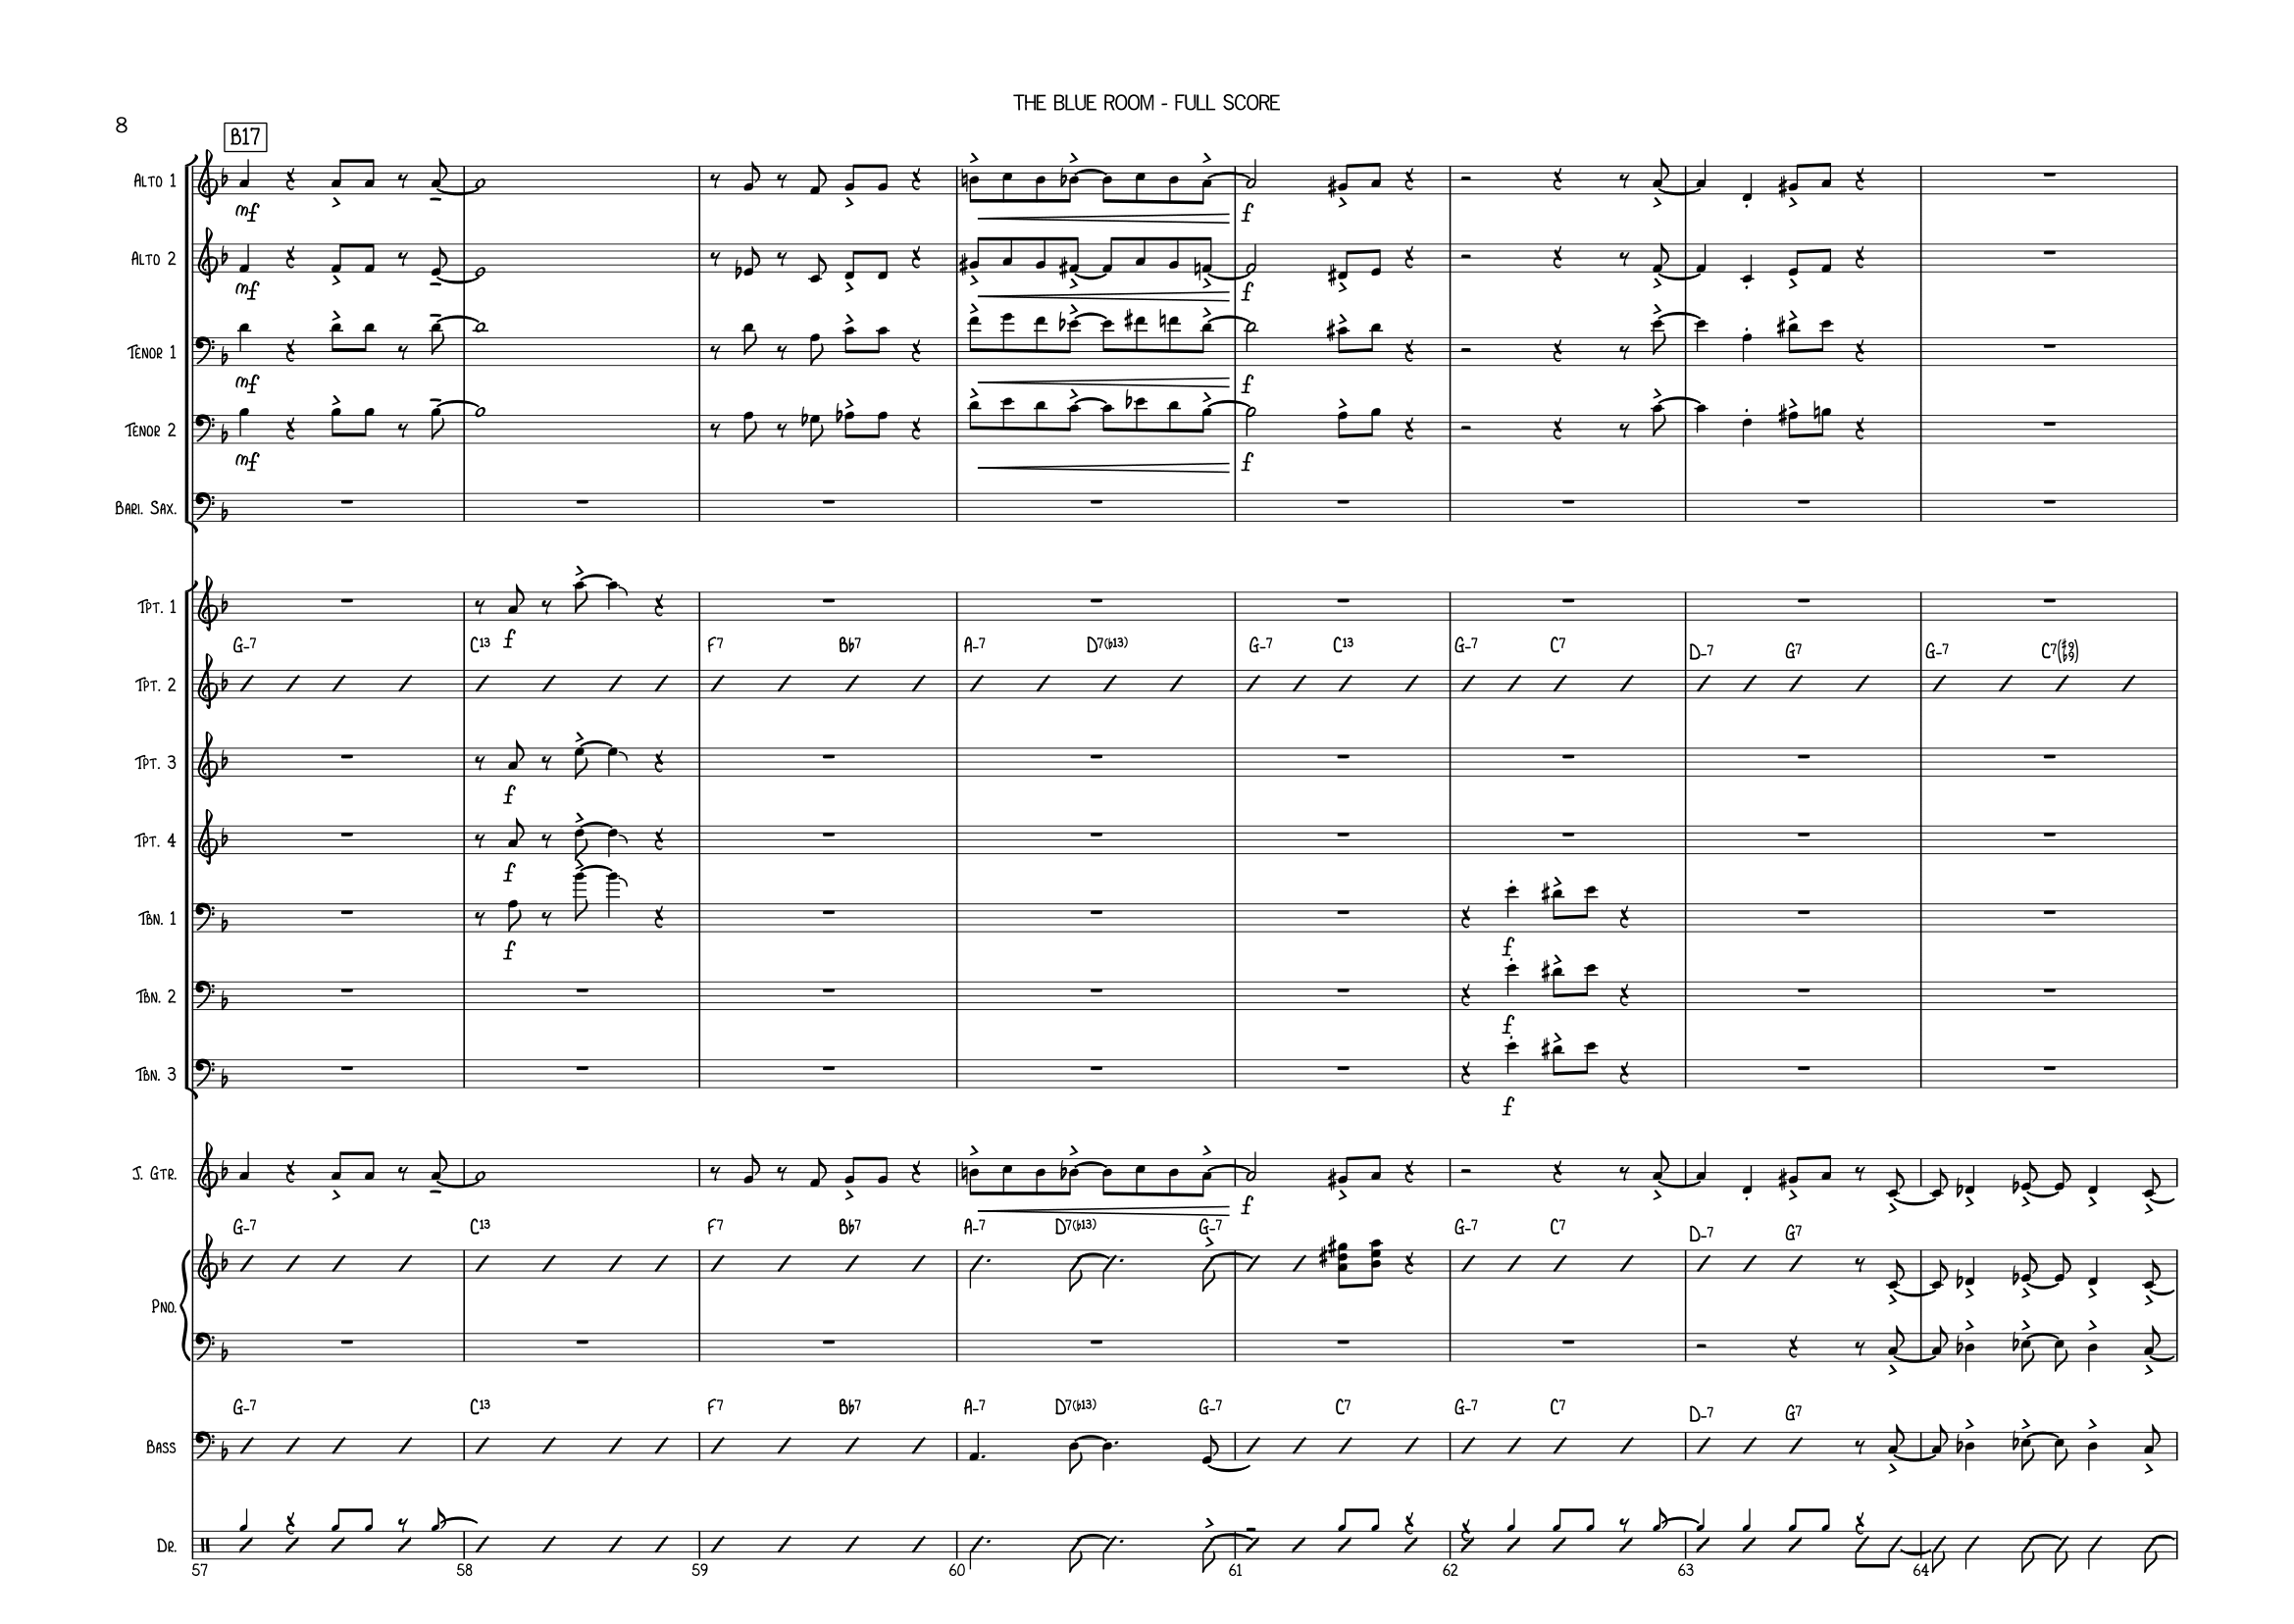 THE BLUE ROOM - FULL SCORE
8
B17
ALTO 1
mf f
ALTO 2
mf f
TENOR 1
mf f
TENOR 2
mf f
BARI. SAX.
TPT. 1
f
G-7 C13 F7 Bb7 A-7 D7(b13) G-7 C13 G-7 C7 D-7 G7 G-7 C7(#9 b9)
TPT. 2
TPT. 3
f
TPT. 4
f
TBN. 1
f f
TBN. 2
f
TBN. 3
f
J. GTR.
f
G-7 C13 F7 Bb7 A-7 D7(b13) G-7 G-7 C7 D-7 G7
PNO.
G-7 C13 F7 Bb7 A-7 D7(b13) G-7 C7 G-7 C7 D-7 G7
BASS
DR.
57 58 59 60 61 62 63 64